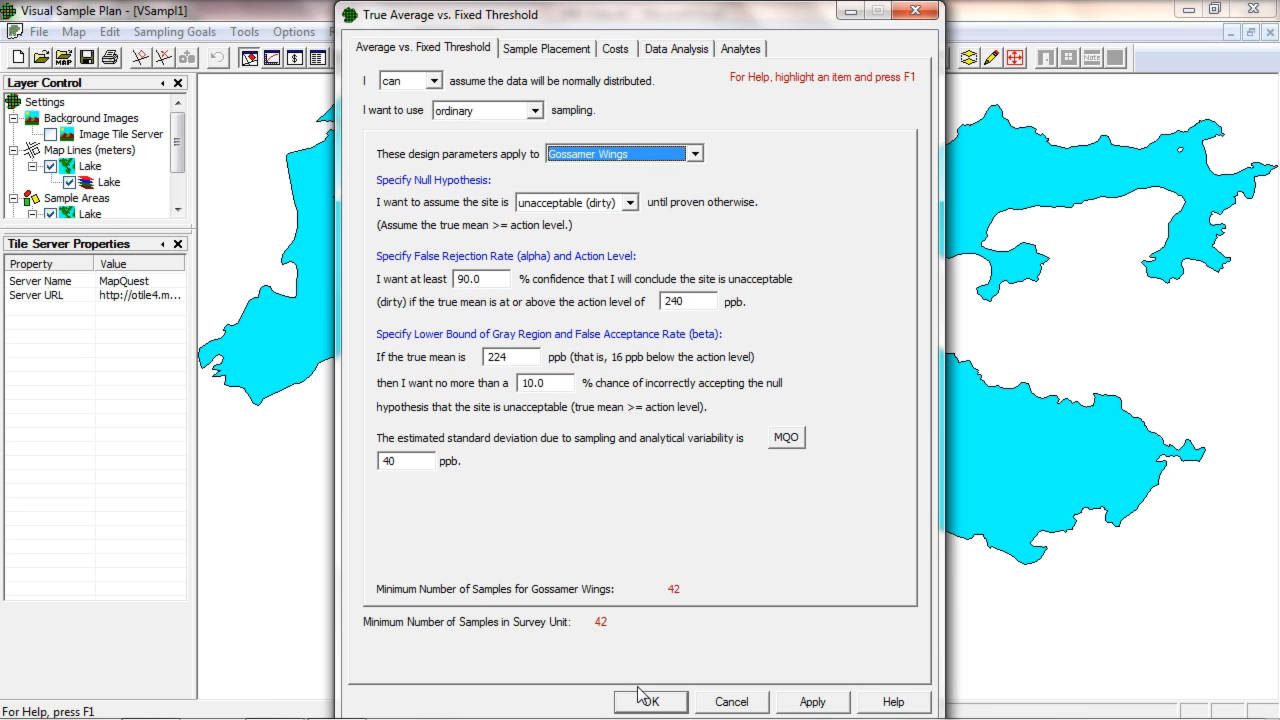 Visual Sample Plan - [VSampl1]
True Average vs. Fixed Threshold
File Map Edit Sampling Goals Tools Options
Layer Control
Settings
Background Images
Image Tile Server
Map Lines (meters)
Lake
Lake
Sample Areas
Lake
Tile Server Properties
Property Value
Server Name MapQuest
Server URL http://otile4.m...
Average vs. Fixed Threshold Sample Placement Costs Data Analysis Analytes
I can assume the data will be normally distributed.
For Help, highlight an item and press F1
I want to use ordinary sampling.
These design parameters apply to Gossamer Wings
Specify Null Hypothesis:
I want to assume the site is unacceptable (dirty) until proven otherwise.
(Assume the true mean >= action level.)
Specify False Rejection Rate (alpha) and Action Level:
I want at least 90.0 % confidence that I will conclude the site is unacceptable
(dirty) if the true mean is at or above the action level of 240 ppb.
Specify Lower Bound of Gray Region and False Acceptance Rate (beta):
If the true mean is 224 ppb (that is, 16 ppb below the action level)
then I want no more than a 10.0 % chance of incorrectly accepting the null
hypothesis that the site is unacceptable (true mean >= action level).
The estimated standard deviation due to sampling and analytical variability is MQO
40 ppb.
Minimum Number of Samples for Gossamer Wings: 42
Minimum Number of Samples in Survey Unit: 42
OK Cancel Apply Help
For Help, press F1